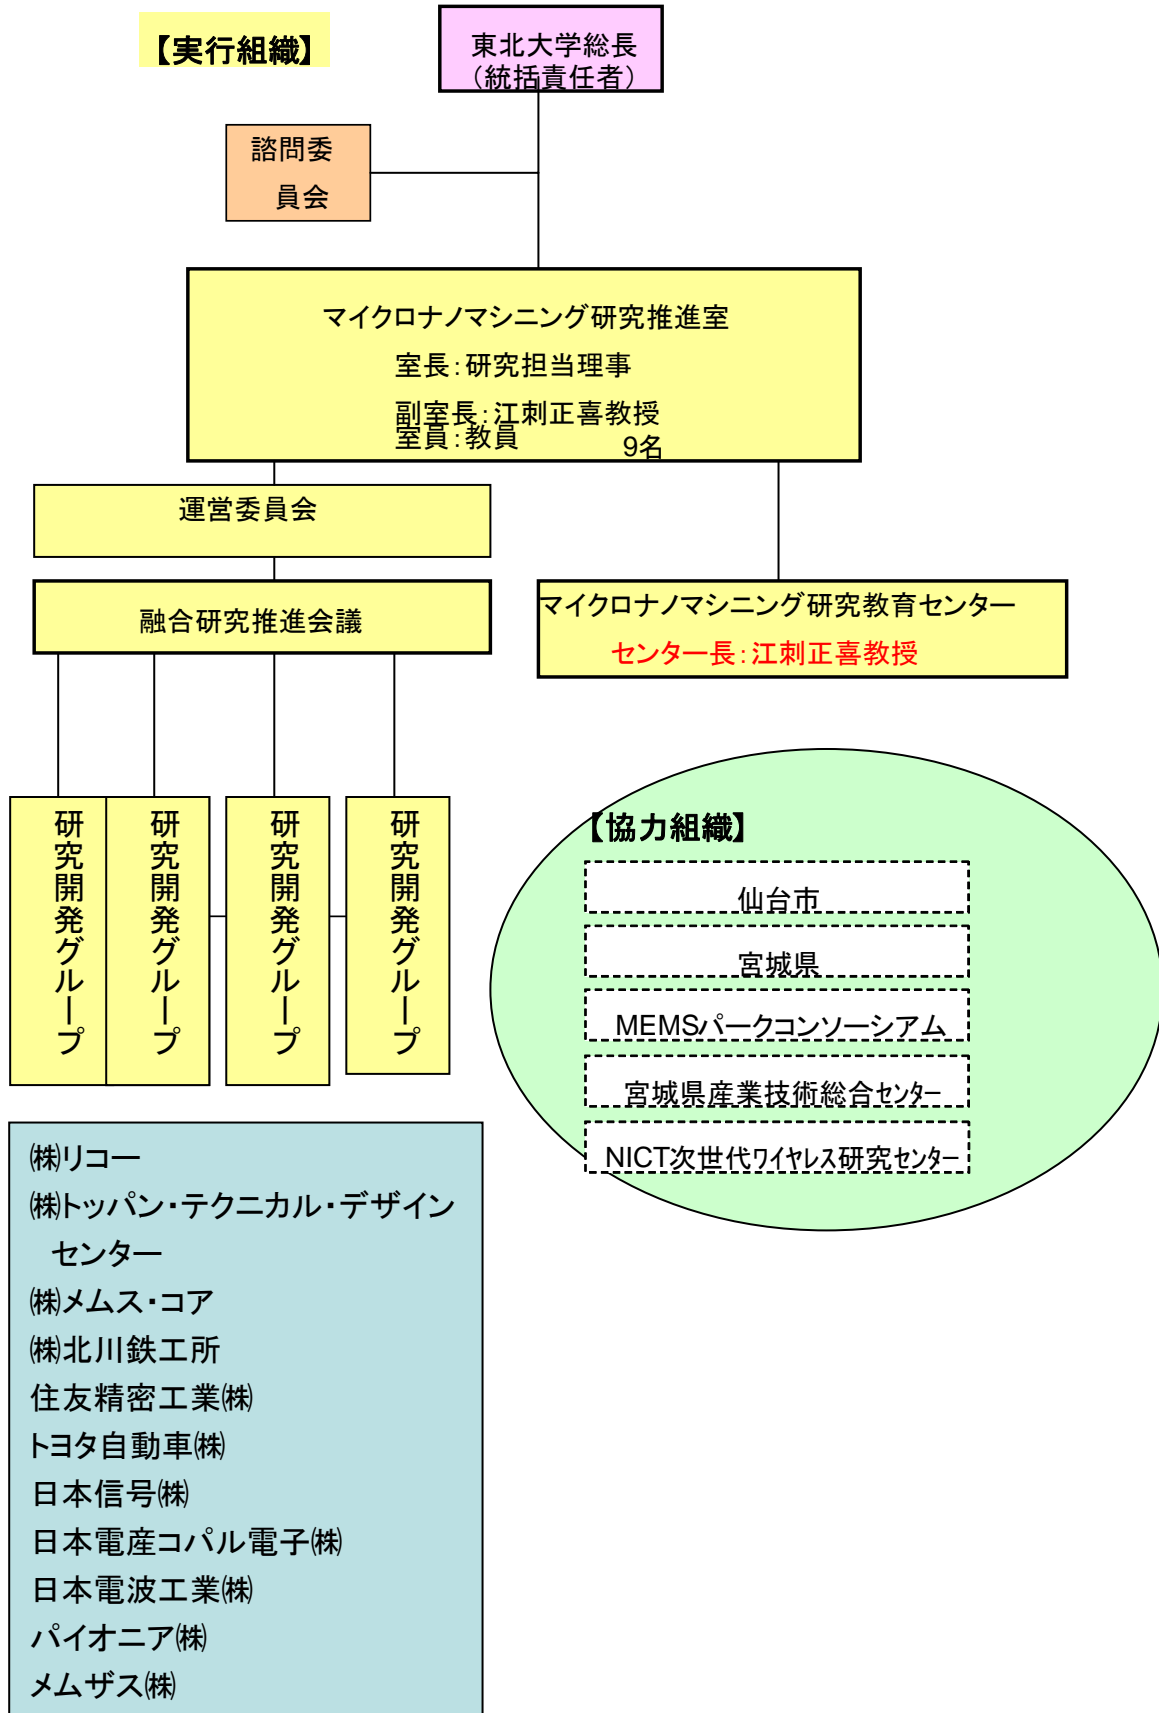 【実行組織】
東北大学総長
（統括責任者）
諮問委
員会
マイクロナノマシニング研究推進室
室長：研究担当理事
副室長：江刺正喜教授
室員：教員 9名
運営委員会
融合研究推進会議
マイクロナノマシニング研究教育センター
センター長：江刺正喜教授
研究開発グループ
研究開発グループ
研究開発グループ
研究開発グループ
【協力組織】
仙台市
宮城県
MEMSパークコンソーシアム
宮城県産業技術総合センター
NICT次世代ワイヤレス研究センター
㈱リコー
㈱トッパン・テクニカル・デザイン
センター
㈱メムス・コア
㈱北川鉄工所
住友精密工業㈱
トヨタ自動車㈱
日本信号㈱
日本電産コパル電子㈱
日本電波工業㈱
パイオニア㈱
メムザス㈱